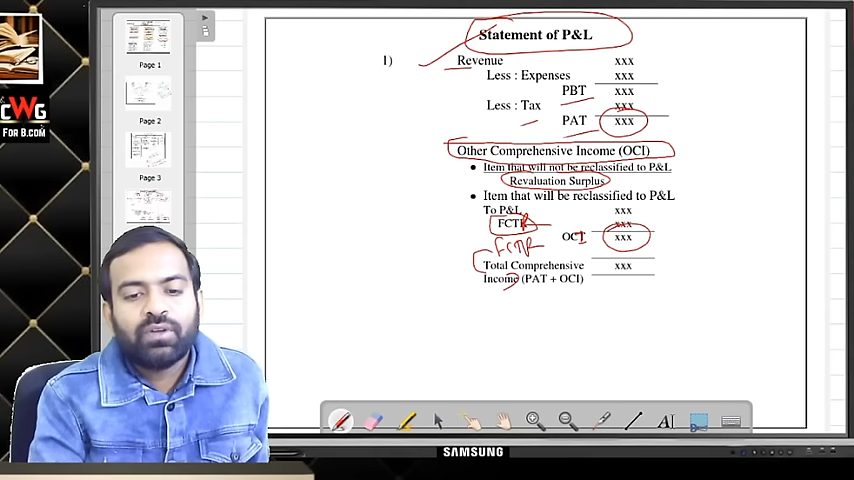 Statement of P&L
1)
Revenue xxx
Less : Expenses xxx
PBT xxx
Less : Tax xxx
PAT xxx
Other Comprehensive Income (OCI)
• Item that will not be reclassified to P&L
Revaluation Surplus
• Item that will be reclassified to P&L
To P&L xxx
FCTR xxx
OCI xxx
FCTR
Total Comprehensive xxx
Income (PAT + OCI)
Page 1
Page 2
Page 3
CWG
FOR B.COM
AI
SAMSUNG